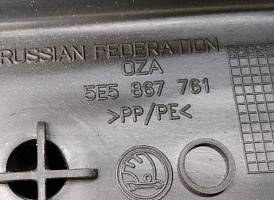 RUSSIAN FEDERATION
OZA
5E5 867 761
>PP/PE<